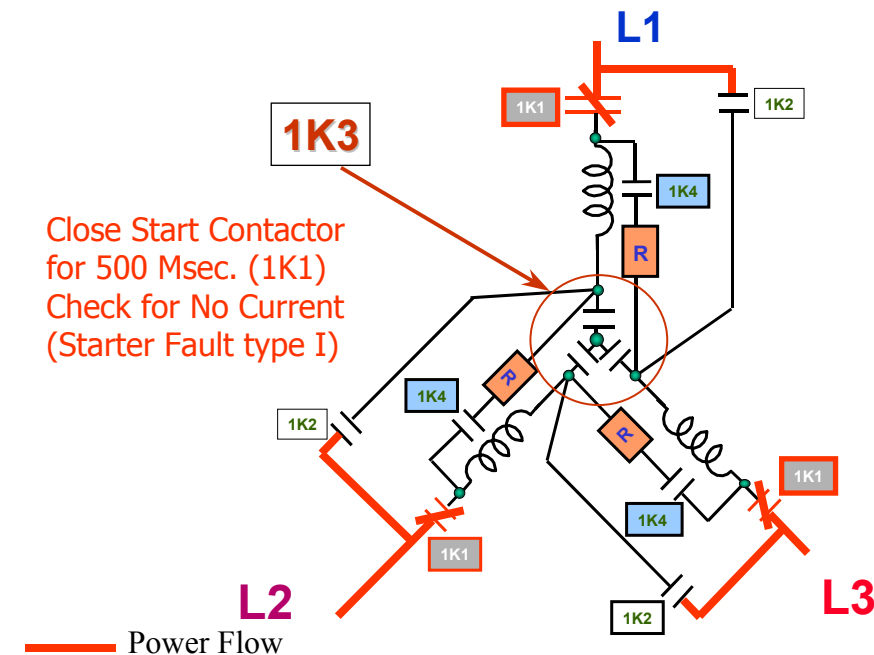 L1
1K1
1K2
1K3
1K4
R
Close Start Contactor
for 500 Msec. (1K1)
Check for No Current
(Starter Fault type I)
R
1K4
1K2
R
1K1
1K4
1K1
L2
1K2
L3
Power Flow